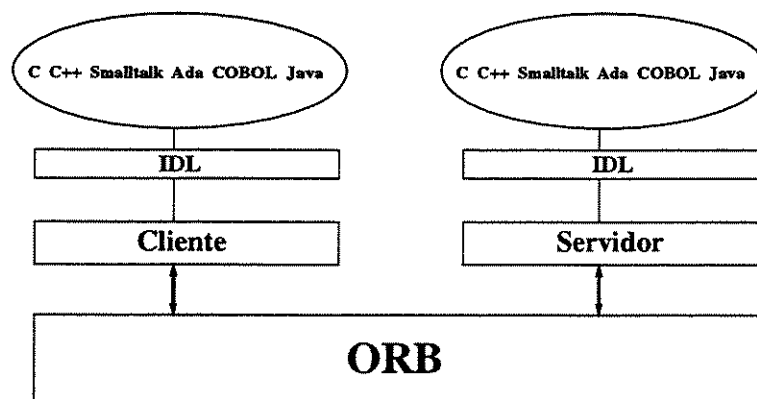 C C++ Smalltalk Ada COBOL Java
C C++ Smalltalk Ada COBOL Java
IDL
IDL
Cliente
Servidor
ORB